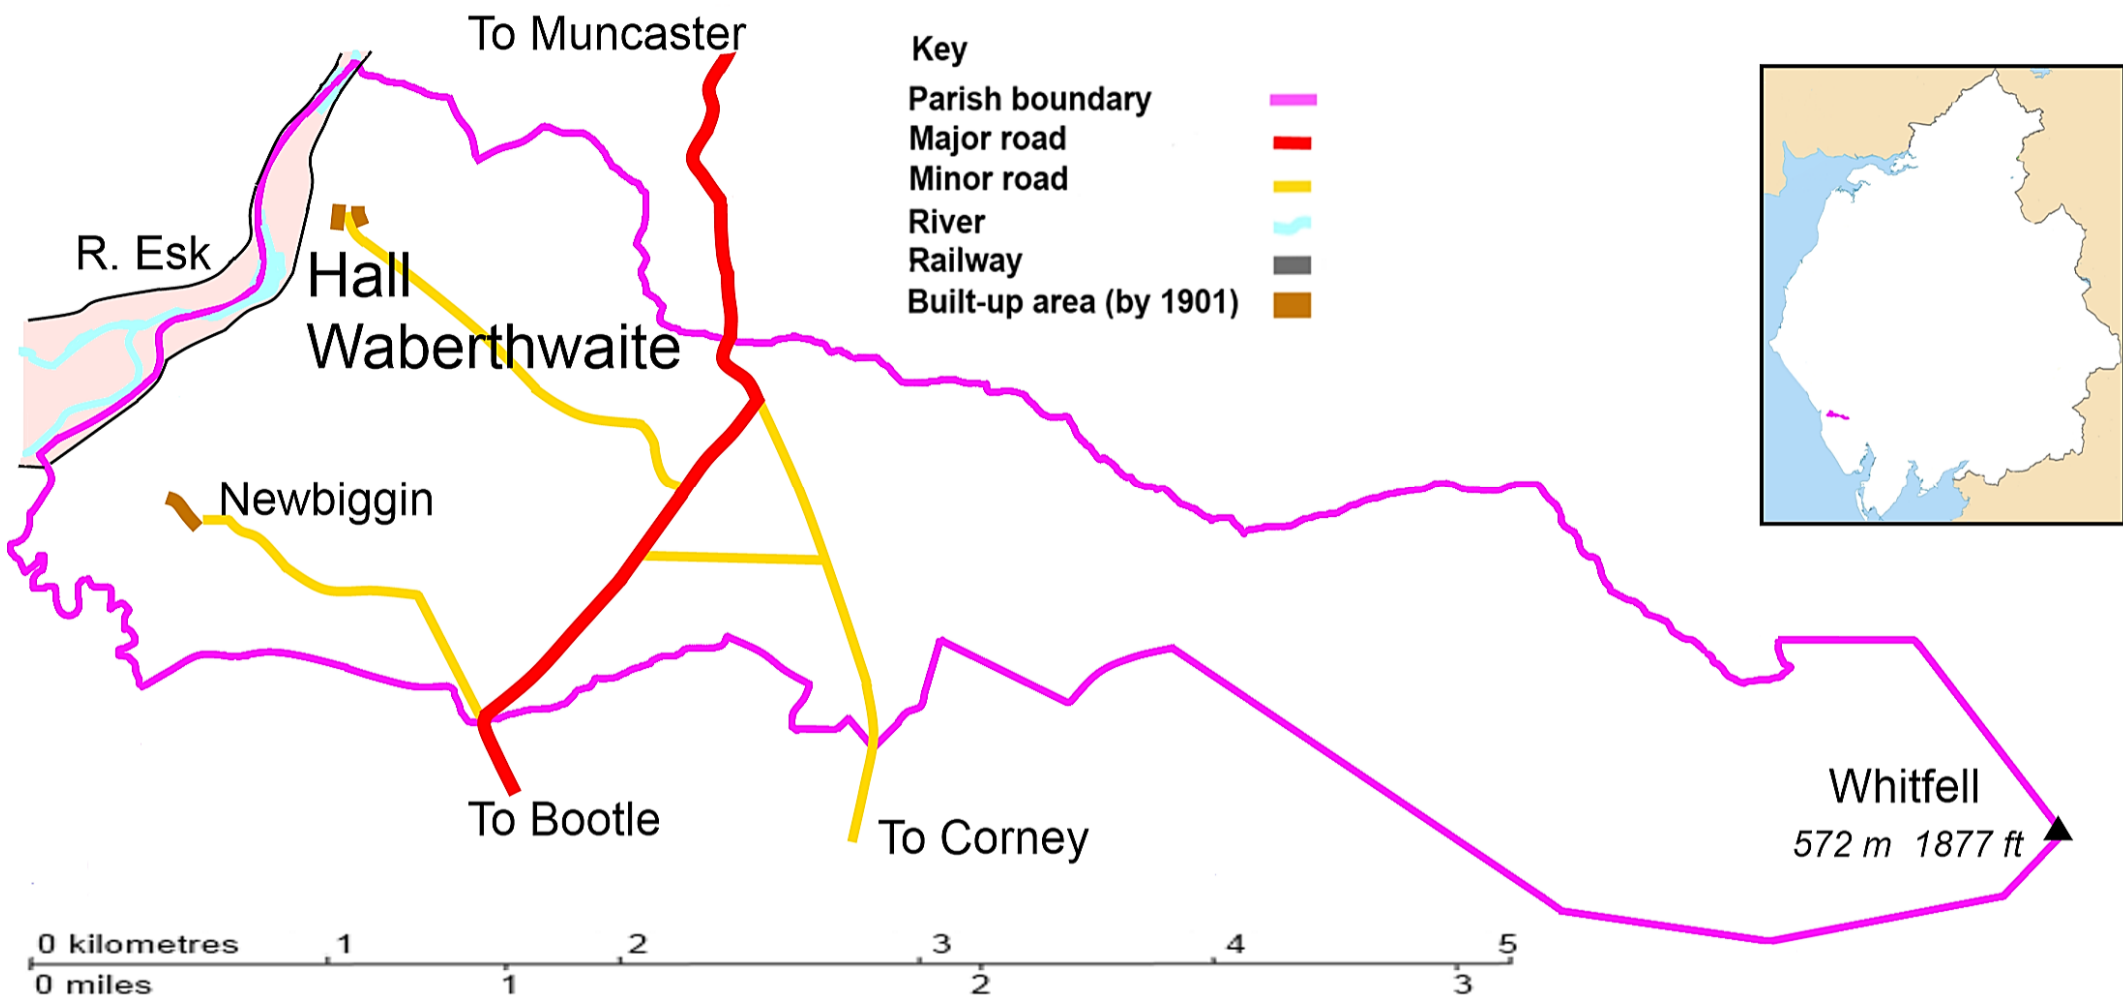 To Muncaster
Key
Parish boundary
Major road
Minor road
River
Railway
Built-up area (by 1901)
R. Esk
Hall
Waberthwaite
Newbiggin
To Bootle
To Corney
Whitfell
572 m 1877 ft
0 kilometres 1 2 3 4 5
0 miles 1 2 3